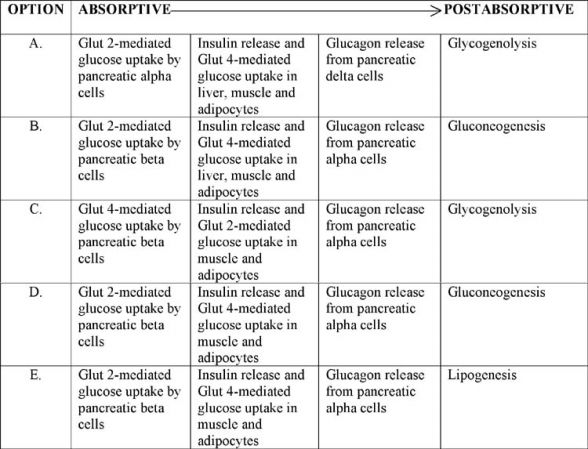 OPTION ABSORPTIVE POSTABSORPTIVE
A. Glut 2-mediated Insulin release and Glucagon release Glycogenolysis
glucose uptake by Glut 4-mediated from pancreatic
pancreatic alpha glucose uptake in delta cells
cells liver, muscle and
adipocytes
B. Glut 2-mediated Insulin release and Glucagon release Gluconeogenesis
glucose uptake by Glut 4-mediated from pancreatic
pancreatic beta glucose uptake in alpha cells
cells liver, muscle and
adipocytes
C. Glut 4-mediated Insulin release and Glucagon release Glycogenolysis
glucose uptake by Glut 2-mediated from pancreatic
pancreatic beta glucose uptake in alpha cells
cells muscle and
adipocytes
D. Glut 2-mediated Insulin release and Glucagon release Gluconeogenesis
glucose uptake by Glut 4-mediated from pancreatic
pancreatic beta glucose uptake in alpha cells
cells muscle and
adipocytes
E. Glut 2-mediated Insulin release and Glucagon release Lipogenesis
glucose uptake by Glut 4-mediated from pancreatic
pancreatic beta glucose uptake in alpha cells
cells muscle and
adipocytes